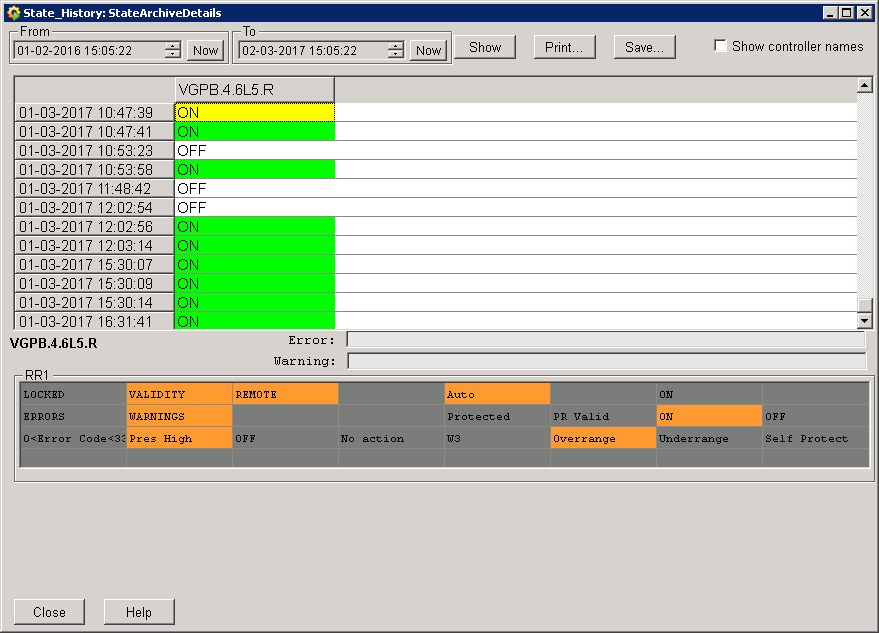 State_History: StateArchiveDetails
From To
01-02-2016 15:05:22 Now 02-03-2017 15:05:22 Now Show Print... Save... Show controller names
VGPB.4.6L5.R
01-03-2017 10:47:39 ON
01-03-2017 10:47:41 ON
01-03-2017 10:53:23 OFF
01-03-2017 10:53:58 ON
01-03-2017 11:48:42 OFF
01-03-2017 12:02:54 OFF
01-03-2017 12:02:56 ON
01-03-2017 12:03:14 ON
01-03-2017 15:30:07 ON
01-03-2017 15:30:09 ON
01-03-2017 15:30:14 ON
01-03-2017 16:31:41 ON
VGPB.4.6L5.R Error:
Warning:
RR1
LOCKED VALIDITY REMOTE Auto ON
ERRORS WARNINGS Protected PR Valid ON OFF
0<Error Code<33 Pres High OFF No action W3 Overrange Underrange Self Protect
Close Help